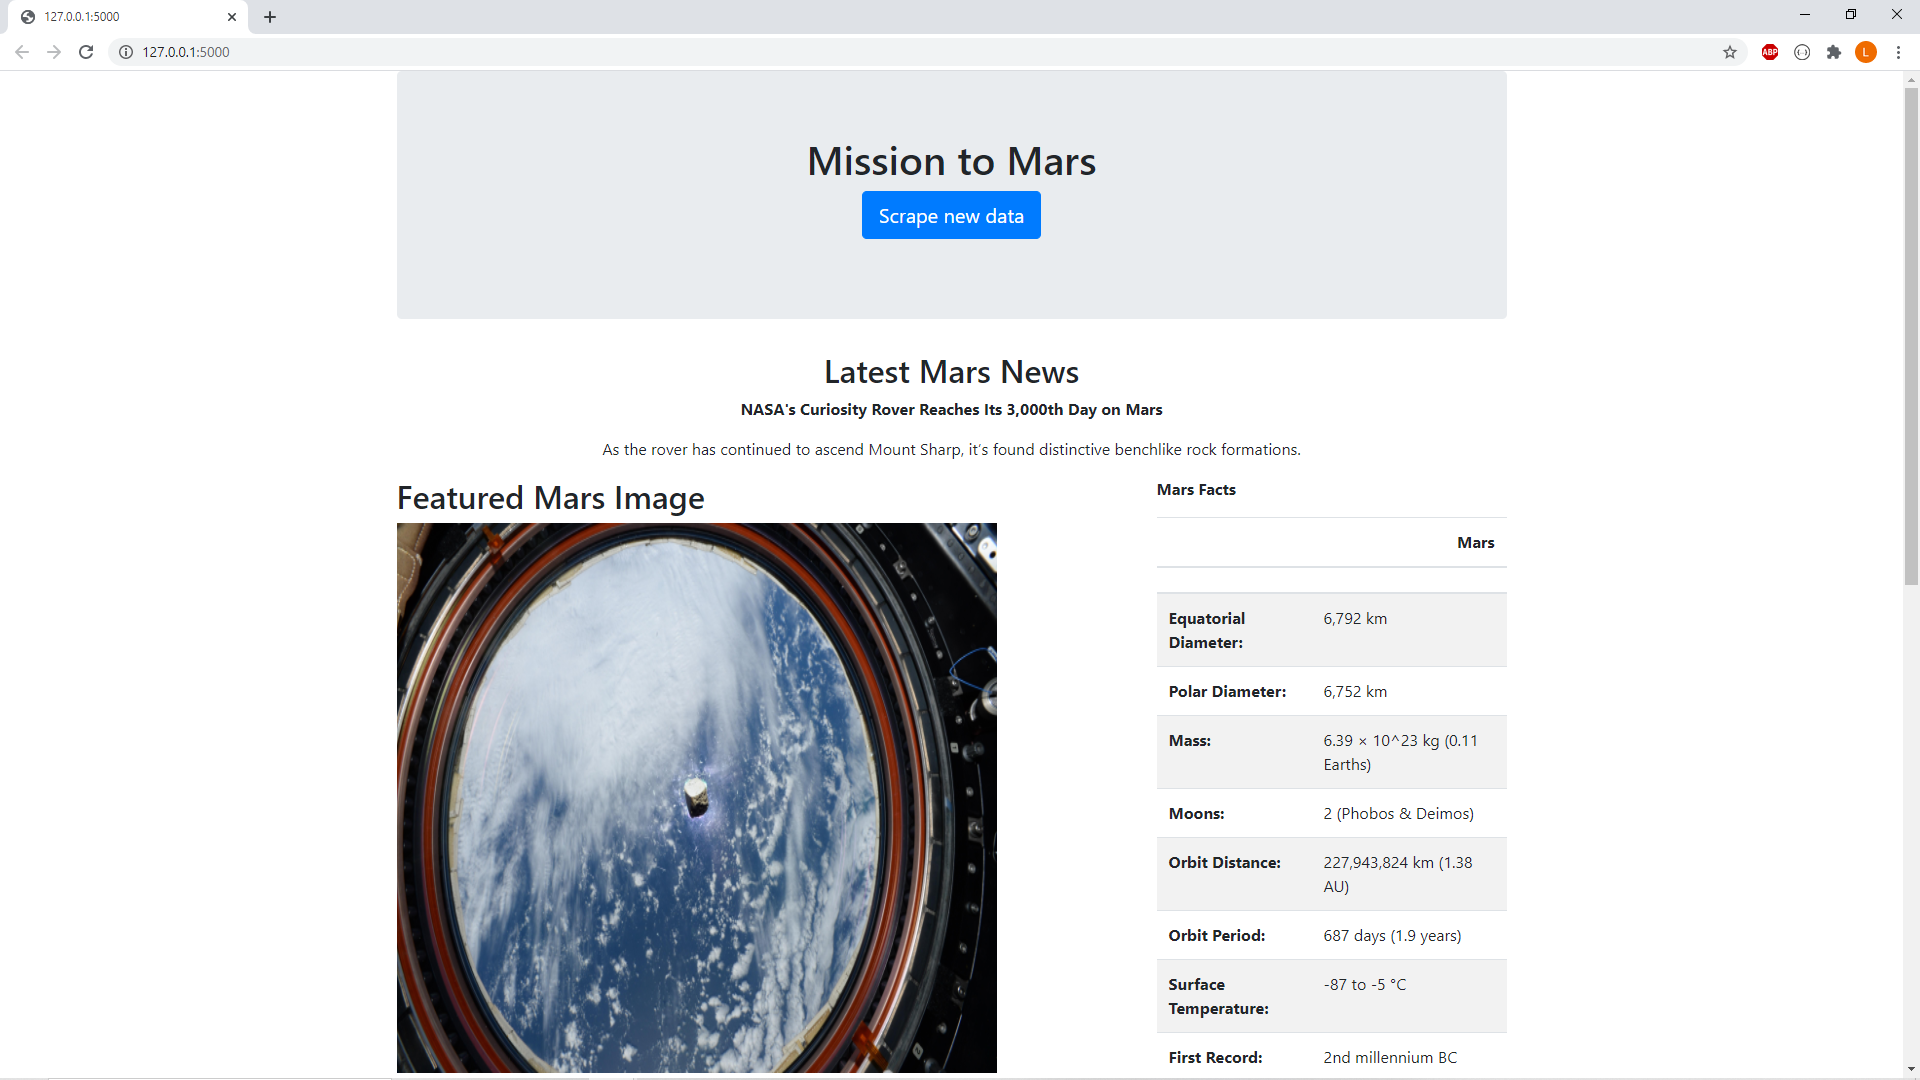 127.0.0.1:5000
127.0.0.1:5000
ABP
L
Mission to Mars
Scrape new data
Latest Mars News
NASA's Curiosity Rover Reaches Its 3,000th Day on Mars
As the rover has continued to ascend Mount Sharp, it’s found distinctive benchlike rock formations.
Featured Mars Image
Mars Facts
Mars
Equatorial 6,792 km
Diameter:
Polar Diameter: 6,752 km
Mass: 6.39 × 10^23 kg (0.11
Earths)
Moons: 2 (Phobos & Deimos)
Orbit Distance: 227,943,824 km (1.38
AU)
Orbit Period: 687 days (1.9 years)
Surface -87 to -5 °C
Temperature:
First Record: 2nd millennium BC